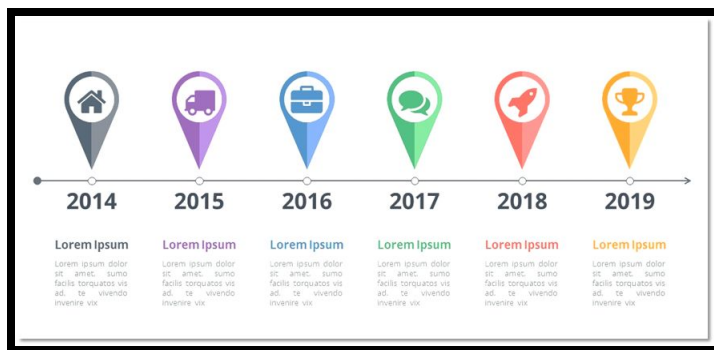 2014 2015 2016 2017 2018 2019
Lorem Ipsum
Lorem ipsum dolor
sit amet, sumo
facilis torquatos vis
ad, te vivendo
invenire vix
Lorem Ipsum
Lorem ipsum dolor
sit amet, sumo
facilis torquatos vis
ad, te vivendo
invenire vix
Lorem Ipsum
Lorem ipsum dolor
sit amet, sumo
facilis torquatos vis
ad, te vivendo
invenire vix
Lorem Ipsum
Lorem ipsum dolor
sit amet, sumo
facilis torquatos vis
ad, te vivendo
invenire vix
Lorem Ipsum
Lorem ipsum dolor
sit amet, sumo
facilis torquatos vis
ad, te vivendo
invenire vix
Lorem Ipsum
Lorem ipsum dolor
sit amet, sumo
facilis torquatos vis
ad, te vivendo
invenire vix